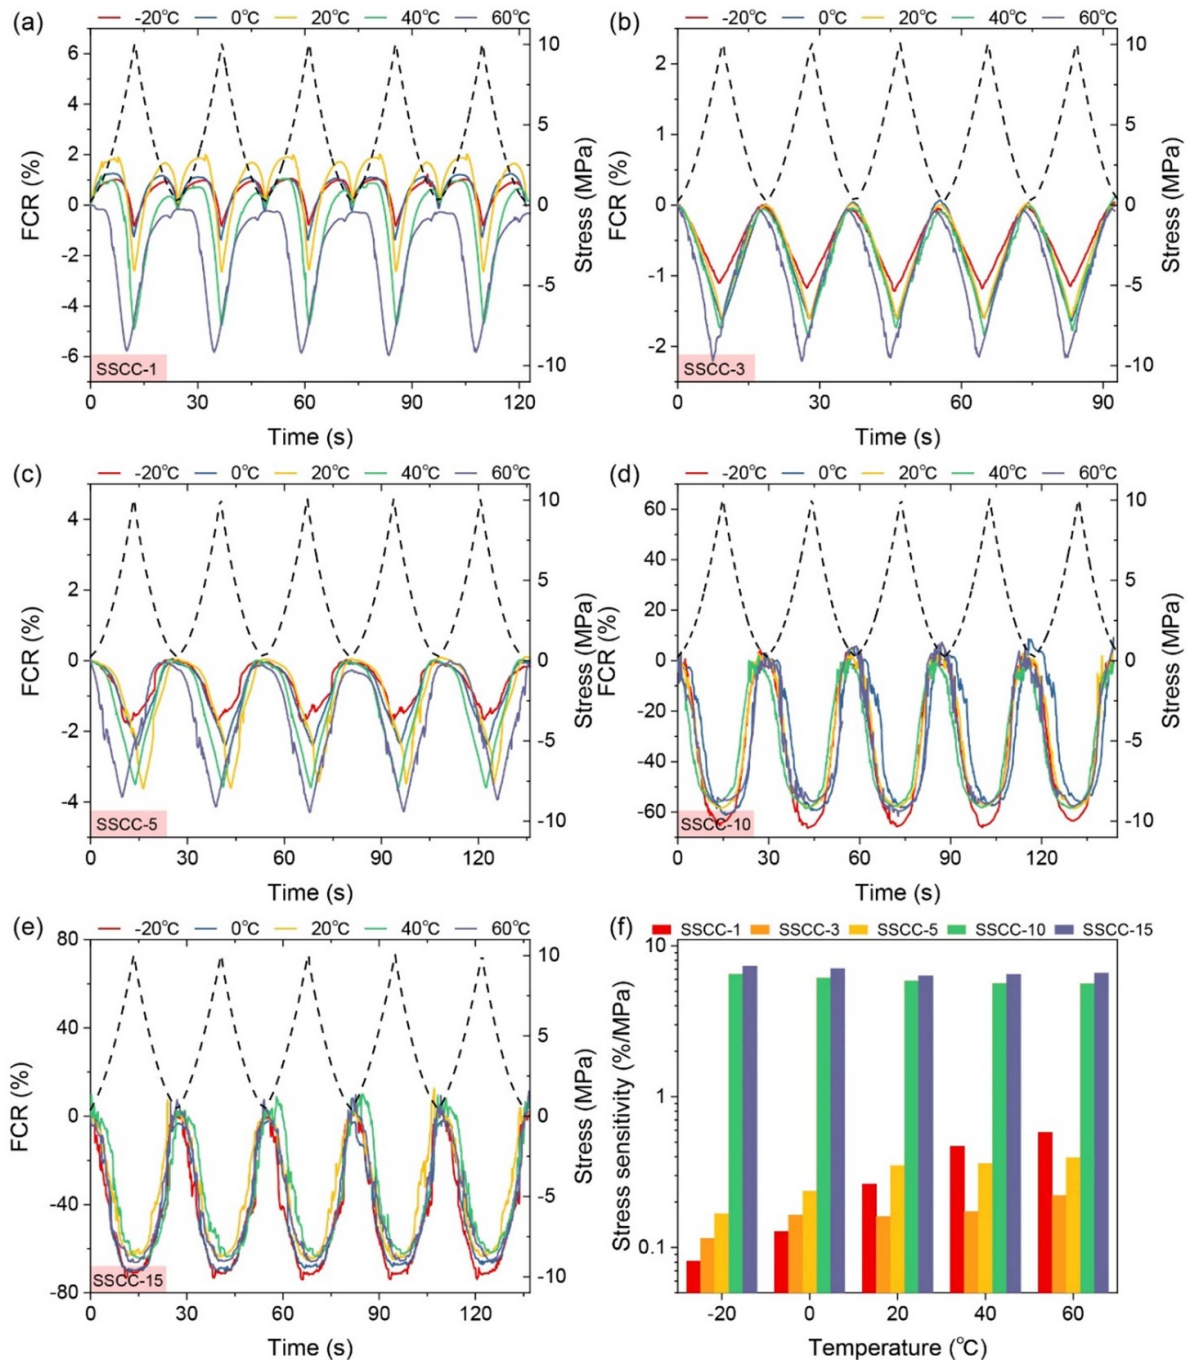 (a) -20℃ 0℃ 20℃ 40℃ 60℃
6
4
2
0
-2
-4
-6
10
5
0
-5
-10
FCR (%)
Stress (MPa)
SSCC-1
0 30 60 90 120
Time (s)
(b) -20℃ 0℃ 20℃ 40℃ 60℃
2
1
0
-1
-2
10
5
0
-5
-10
FCR (%)
Stress (MPa)
SSCC-3
0 30 60 90
Time (s)
(c) -20℃ 0℃ 20℃ 40℃ 60℃
4
2
0
-2
-4
10
5
0
-5
-10
FCR (%)
Stress (MPa)
SSCC-5
0 30 60 90 120
Time (s)
(d) -20℃ 0℃ 20℃ 40℃ 60℃
60
40
20
0
-20
-40
-60
10
5
0
-5
-10
FCR (%)
Stress (MPa)
SSCC-10
0 30 60 90 120
Time (s)
(e) -20℃ 0℃ 20℃ 40℃ 60℃
80
40
0
-40
-80
10
5
0
-5
-10
FCR (%)
Stress (MPa)
SSCC-15
0 30 60 90 120
Time (s)
(f) SSCC-1 SSCC-3 SSCC-5 SSCC-10 SSCC-15
10
1
0.1
Stress sensitivity (%/MPa)
-20 0 20 40 60
Temperature (℃)